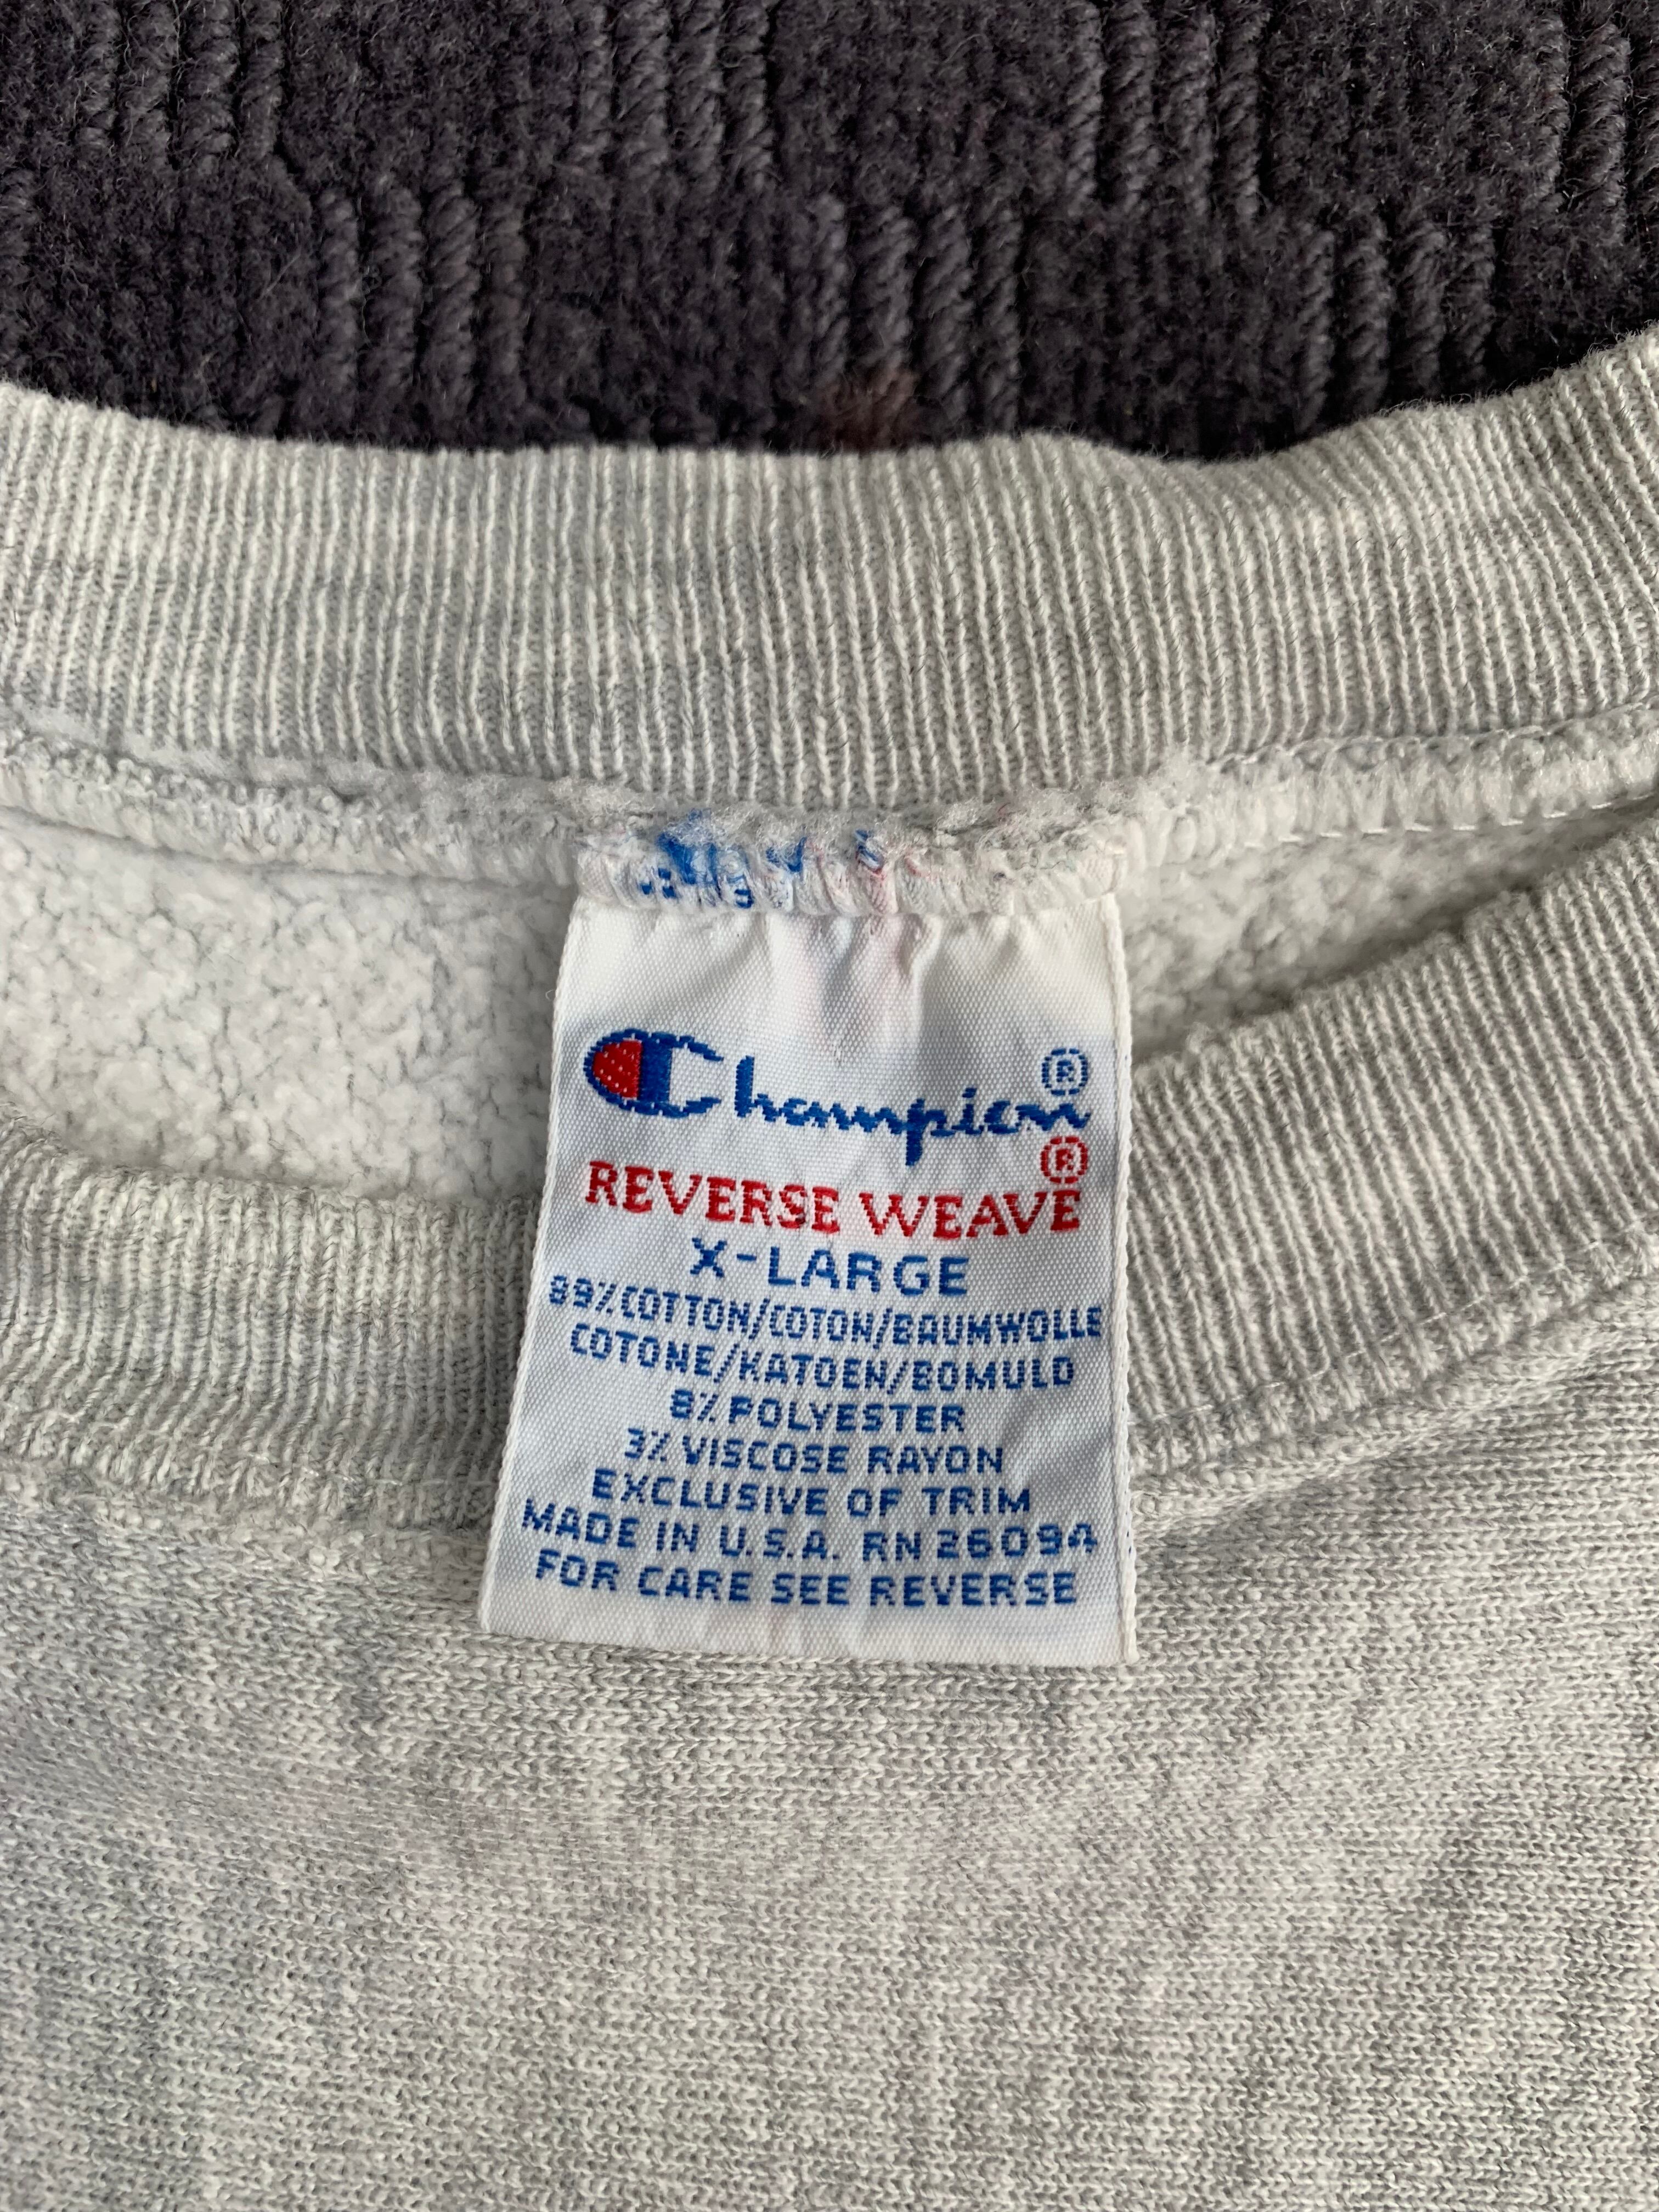 Champion®
REVERSE WEAVE®
X-LARGE
89% COTTON/COTON/BAUMWOLLE
COTONE/KATOEN/BOMULD
8% POLYESTER
3% VISCOSE RAYON
EXCLUSIVE OF TRIM
MADE IN U.S.A. RN 26094
FOR CARE SEE REVERSE